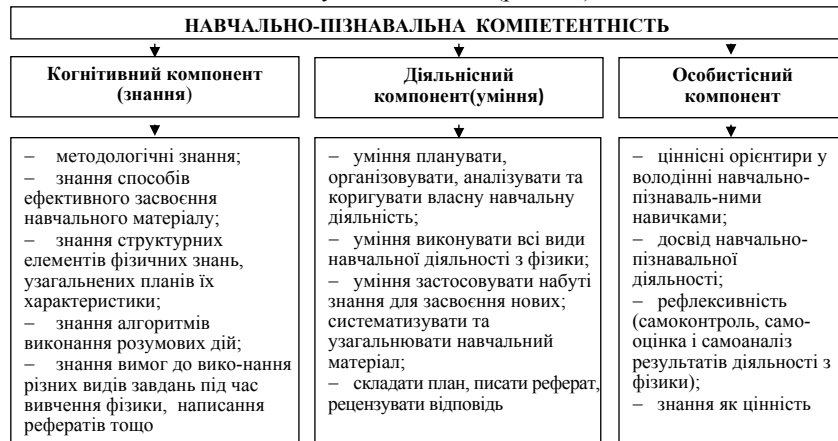 НАВЧАЛЬНО-ПІЗНАВАЛЬНА КОМПЕТЕНТНІСТЬ
Когнітивний компонент
(знання)
– методологічні знання;
– знання способів
ефективного засвоєння
навчального матеріалу;
– знання структурних
елементів фізичних знань,
узагальнених планів їх
характеристики;
– знання алгоритмів
виконання розумових дій;
– знання вимог до вико-нання
різних видів завдань під час
вивчення фізики, написання
рефератів тощо
Діяльнісний
компонент(уміння)
– уміння планувати,
організовувати, аналізувати та
коригувати власну навчальну
діяльність;
– уміння виконувати всі види
навчальної діяльності з фізики;
– уміння застосовувати набуті
знання для засвоєння нових;
систематизувати та
узагальнювати навчальний
матеріал;
– складати план, писати реферат,
рецензувати відповідь
Особистісний
компонент
– ціннісні орієнтири у
володінні навчально-
пізнаваль-ними
навичками;
– досвід навчально-
пізнавальної
діяльності;
– рефлексивність
(самоконтроль, само-
оцінка і самоаналіз
результатів діяльності з
фізики);
– знання як цінність